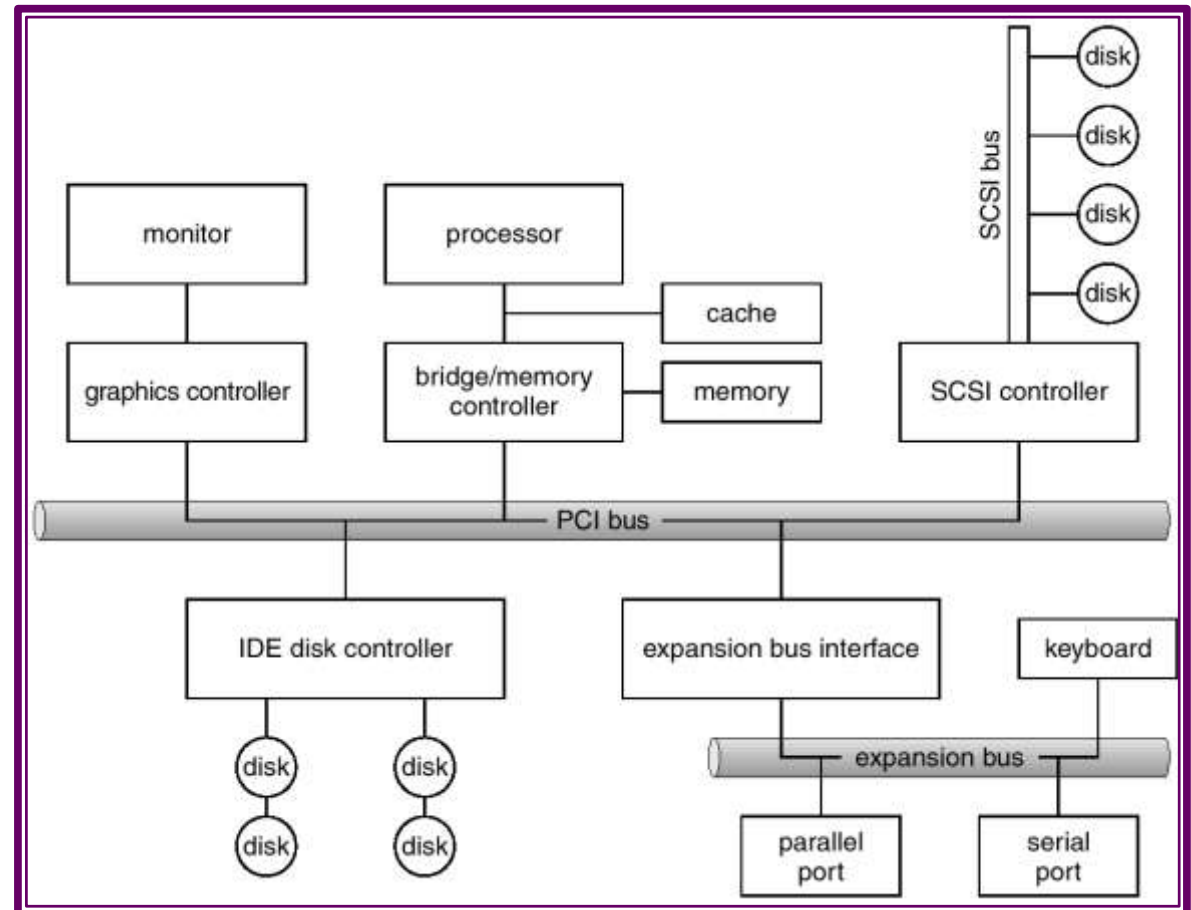 disk
disk
disk
disk
SCSI bus
monitor
processor
cache
graphics controller
bridge/memory
controller
memory
SCSI controller
PCI bus
IDE disk controller
expansion bus interface
keyboard
disk
disk
expansion bus
disk
disk
parallel
port
serial
port